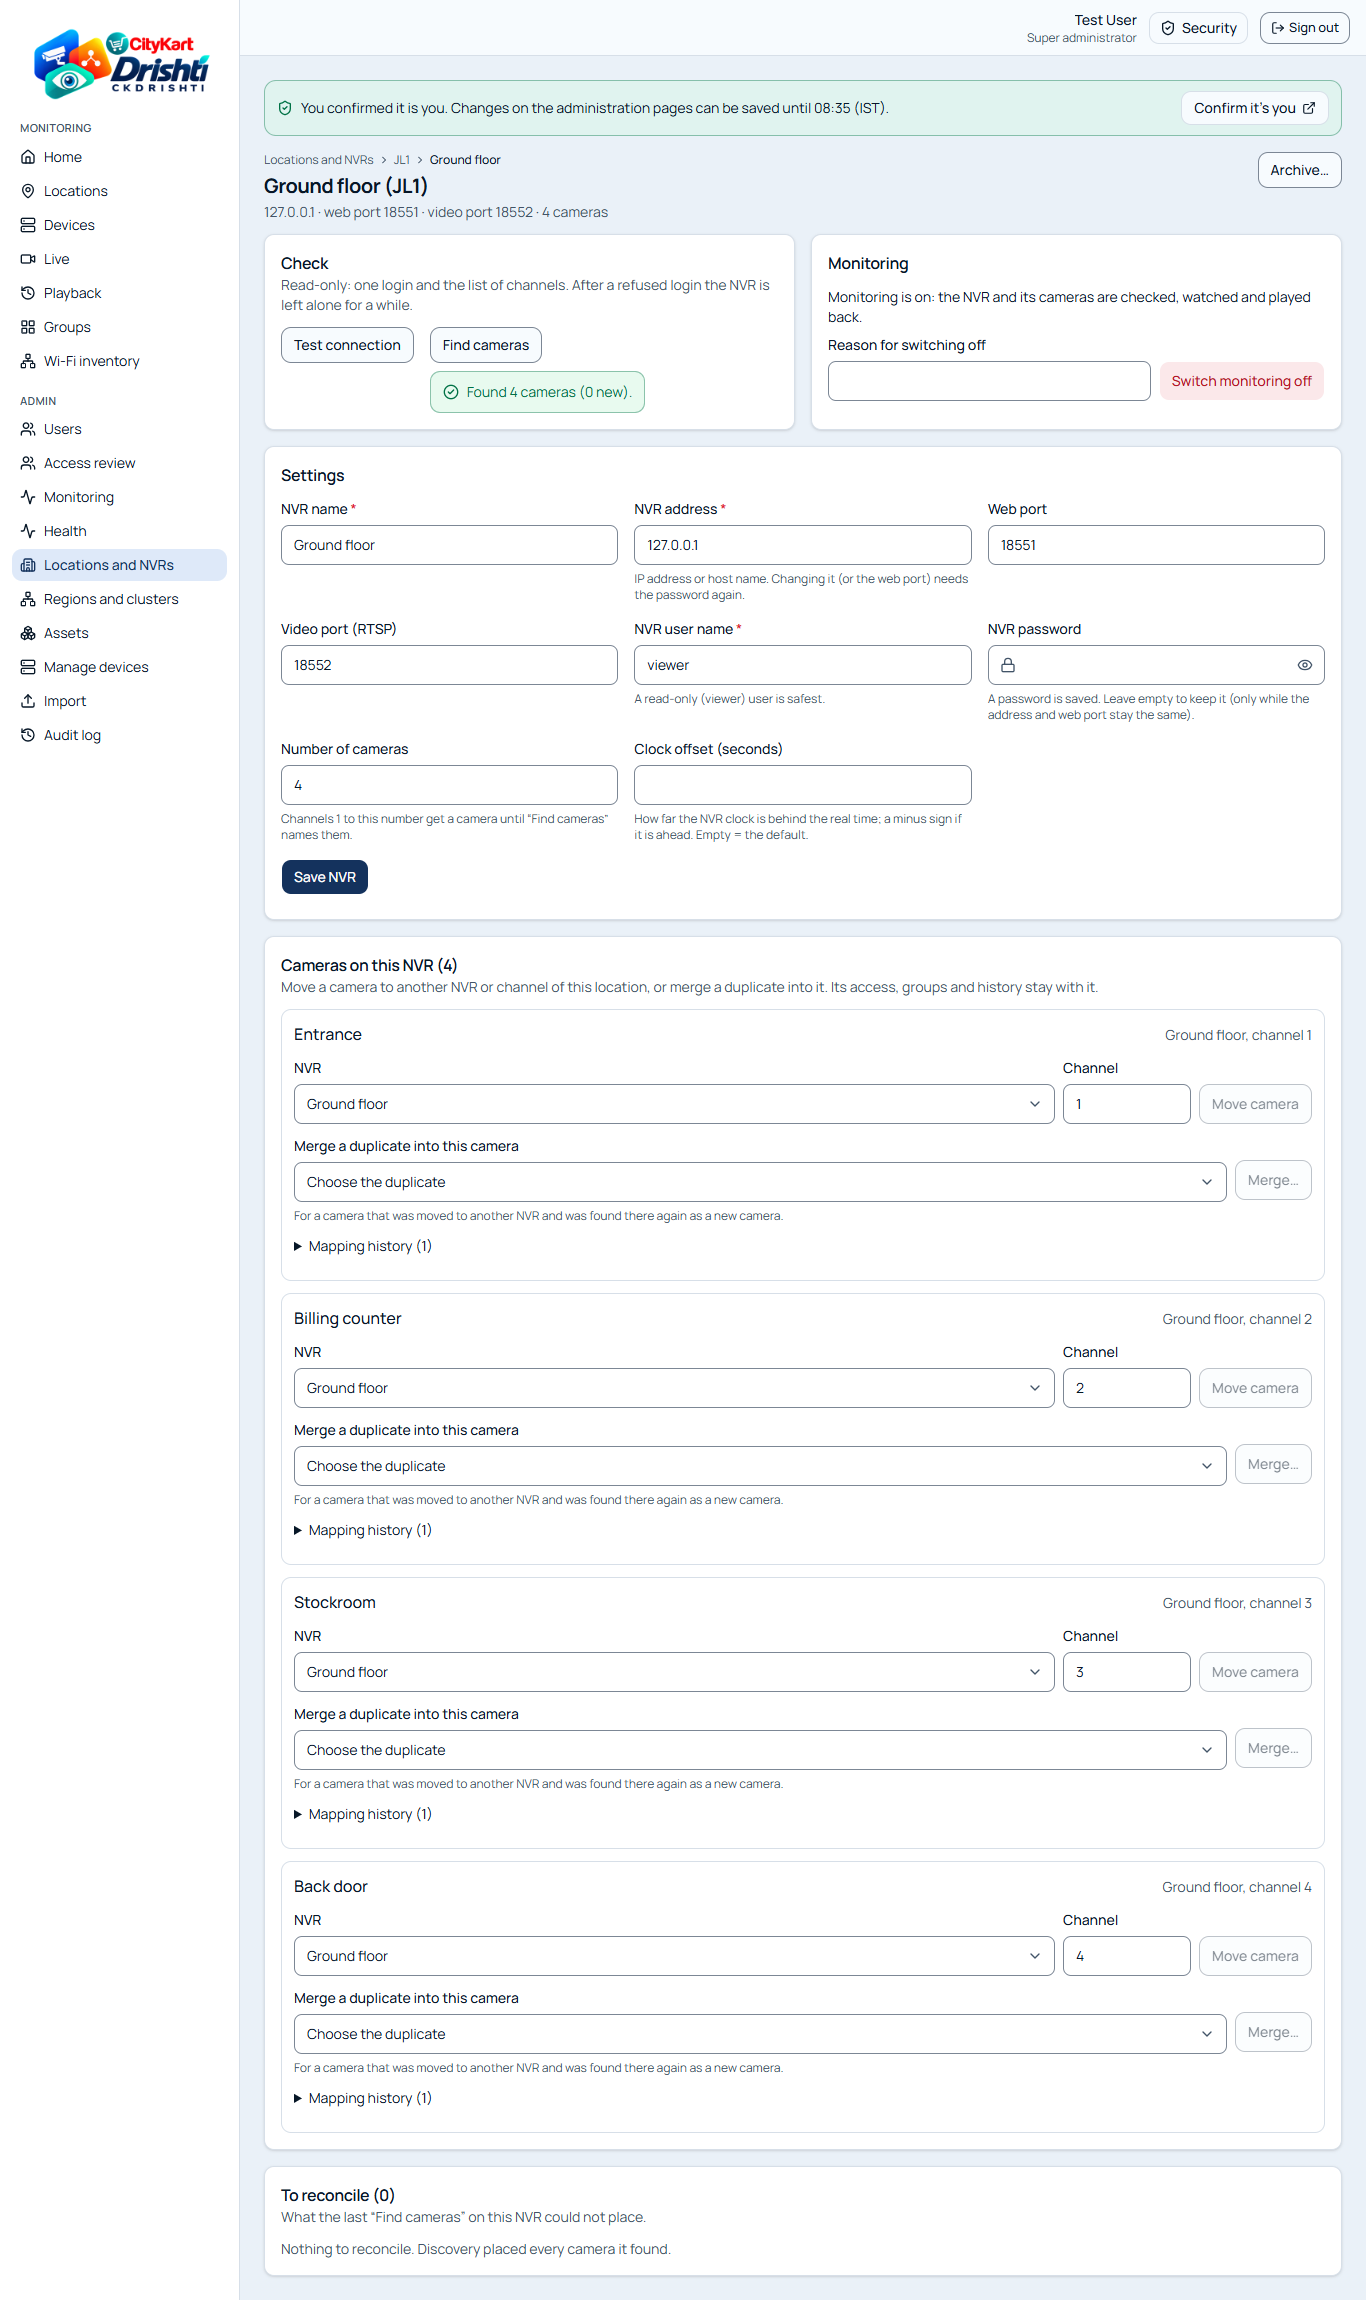 CityKart
Drishti
CKDRISHTI
MONITORING
Home
Locations
Devices
Live
Playback
Groups
Wi-Fi inventory
ADMIN
Users
Access review
Monitoring
Health
Locations and NVRs
Regions and clusters
Assets
Manage devices
Import
Audit log
Test User
Super administrator
Security
Sign out
You confirmed it is you. Changes on the administration pages can be saved until 08:35 (IST).
Confirm it's you
Locations and NVRs > JL1 > Ground floor
Ground floor (JL1)
127.0.0.1 · web port 18551 · video port 18552 · 4 cameras
Archive…
Check
Read-only: one login and the list of channels. After a refused login the NVR is
left alone for a while.
Test connection
Find cameras
Found 4 cameras (0 new).
Monitoring
Monitoring is on: the NVR and its cameras are checked, watched and played
back.
Reason for switching off
Switch monitoring off
Settings
NVR name *
Ground floor
NVR address *
127.0.0.1
IP address or host name. Changing it (or the web port) needs
the password again.
Web port
18551
Video port (RTSP)
18552
NVR user name *
viewer
A read-only (viewer) user is safest.
NVR password
A password is saved. Leave empty to keep it (only while the
address and web port stay the same).
Number of cameras
4
Channels 1 to this number get a camera until “Find cameras”
names them.
Clock offset (seconds)
How far the NVR clock is behind the real time; a minus sign if
it is ahead. Empty = the default.
Save NVR
Cameras on this NVR (4)
Move a camera to another NVR or channel of this location, or merge a duplicate into it. Its access, groups and history stay with it.
Entrance
Ground floor, channel 1
NVR
Channel
Ground floor
1
Move camera
Merge a duplicate into this camera
Choose the duplicate
Merge…
For a camera that was moved to another NVR and was found there again as a new camera.
Mapping history (1)
Billing counter
Ground floor, channel 2
NVR
Channel
Ground floor
2
Move camera
Merge a duplicate into this camera
Choose the duplicate
Merge…
For a camera that was moved to another NVR and was found there again as a new camera.
Mapping history (1)
Stockroom
Ground floor, channel 3
NVR
Channel
Ground floor
3
Move camera
Merge a duplicate into this camera
Choose the duplicate
Merge…
For a camera that was moved to another NVR and was found there again as a new camera.
Mapping history (1)
Back door
Ground floor, channel 4
NVR
Channel
Ground floor
4
Move camera
Merge a duplicate into this camera
Choose the duplicate
Merge…
For a camera that was moved to another NVR and was found there again as a new camera.
Mapping history (1)
To reconcile (0)
What the last “Find cameras” on this NVR could not place.
Nothing to reconcile. Discovery placed every camera it found.